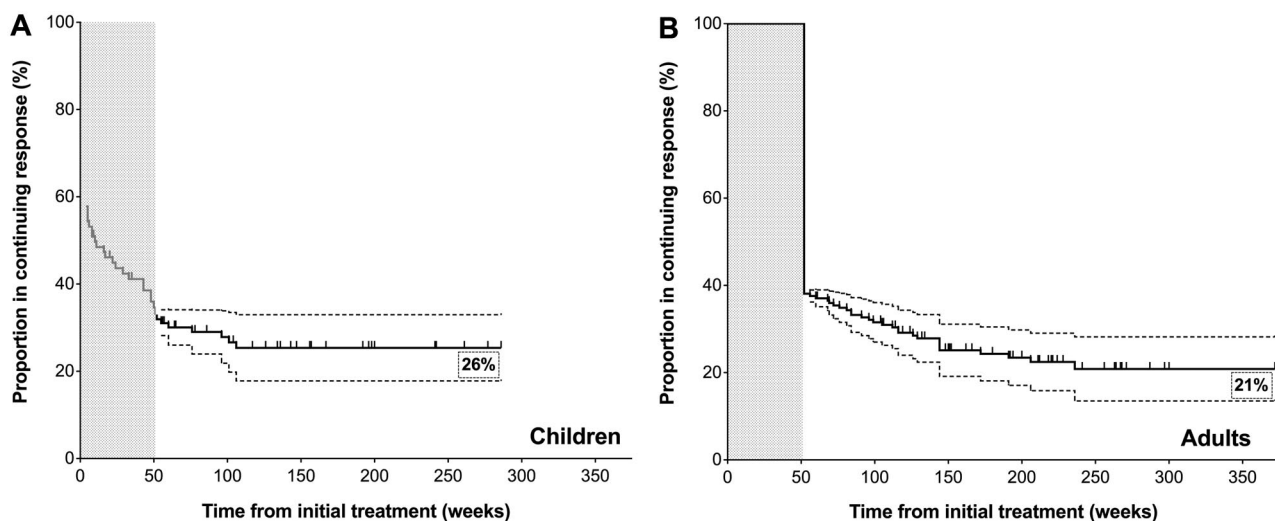 A
Proportion in continuing response (%)
100
80
60
40
20
0
26%
Children
0 50 100 150 200 250 300 350
Time from initial treatment (weeks)
B
Proportion in continuing response (%)
100
80
60
40
20
0
21%
Adults
0 50 100 150 200 250 300 350
Time from initial treatment (weeks)